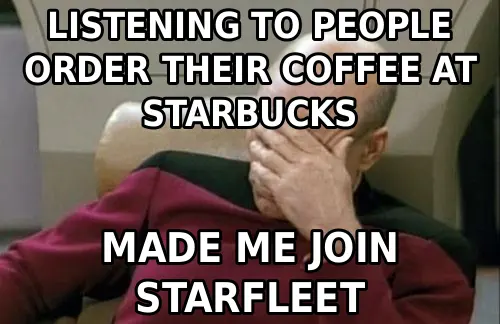 LISTENING TO PEOPLE
ORDER THEIR COFFEE AT
STARBUCKS
MADE ME JOIN
STARFLEET